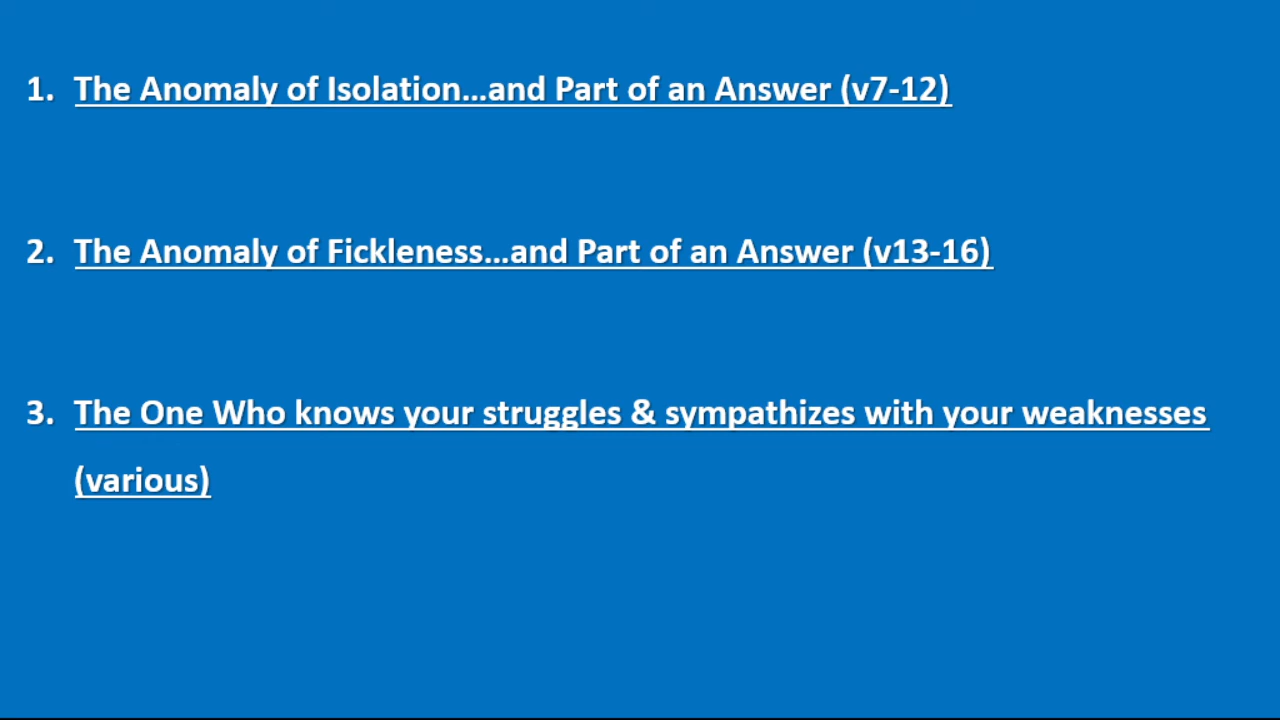 1. The Anomaly of Isolation…and Part of an Answer (v7-12)
2. The Anomaly of Fickleness…and Part of an Answer (v13-16)
3. The One Who knows your struggles & sympathizes with your weaknesses
(various)